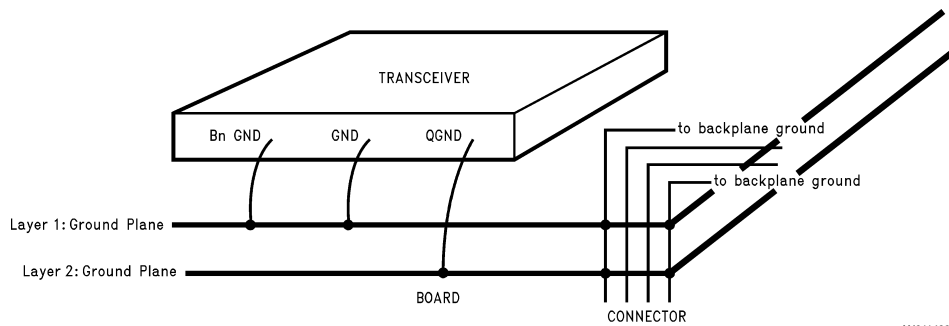 TRANSCEIVER
Bn GND
GND
QGND
to backplane ground
to backplane ground
Layer 1: Ground Plane
Layer 2: Ground Plane
BOARD
CONNECTOR